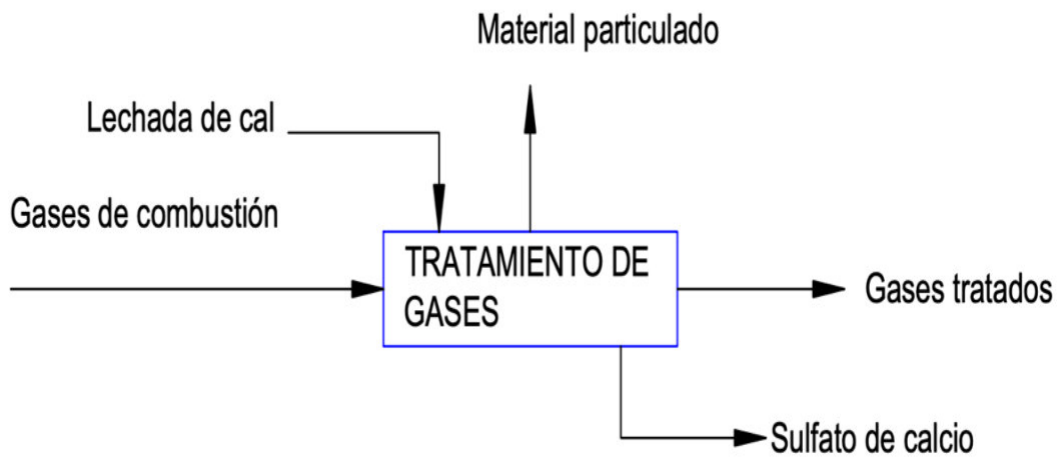 Material particulado
Lechada de cal
Gases de combustión
TRATAMIENTO DE
GASES
Gases tratados
Sulfato de calcio